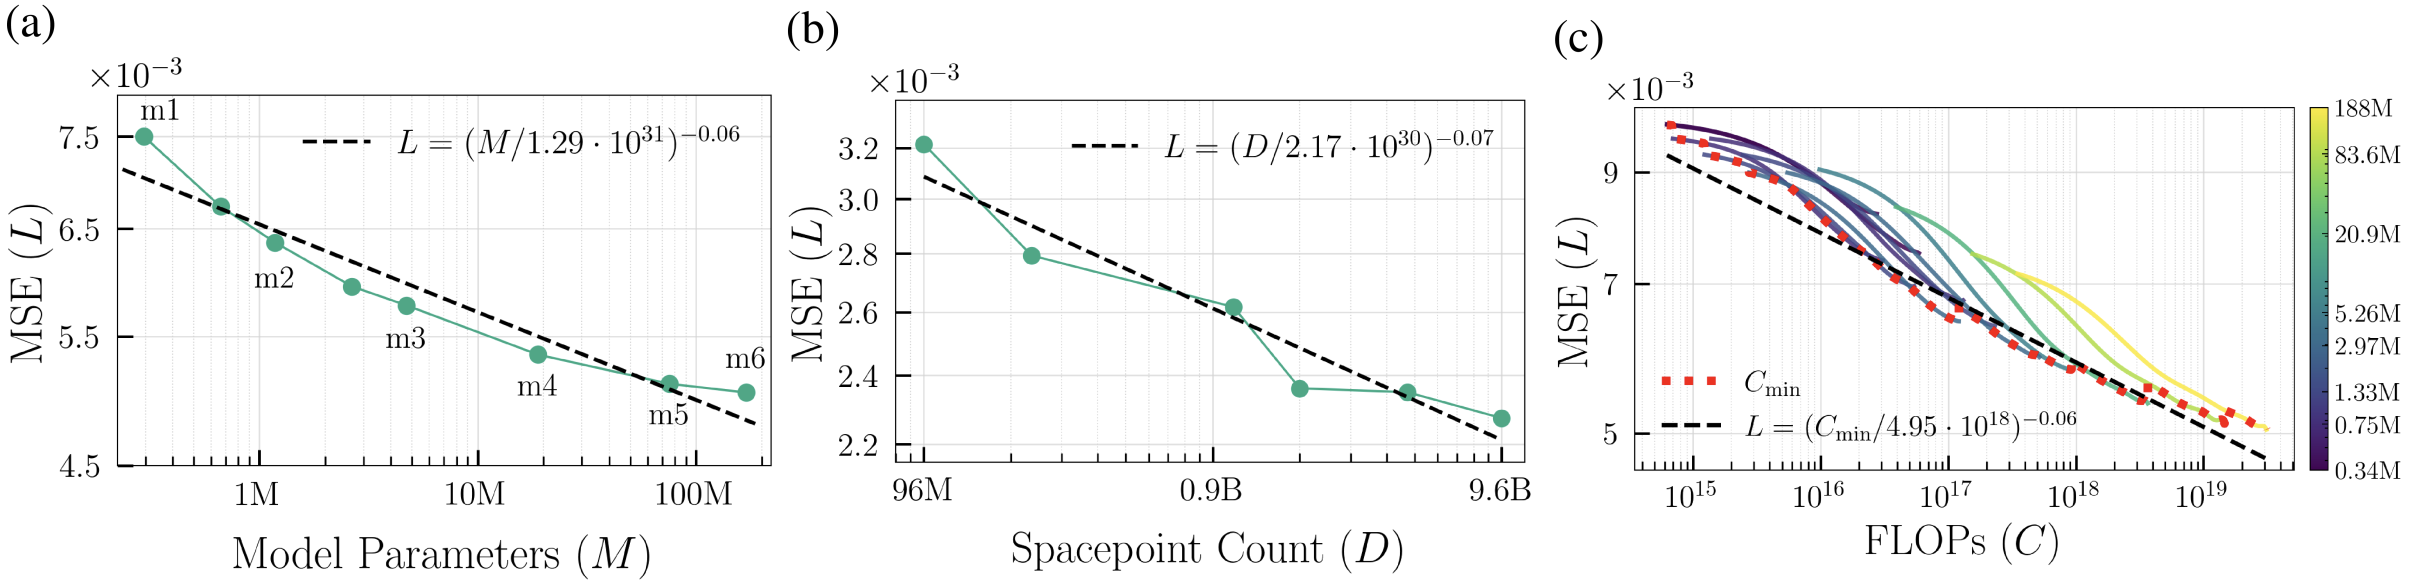 (a)
×10⁻³
7.5
6.5
5.5
4.5
MSE (L)
m1
m2
m3
m4
m5
m6
L = (M/1.29 · 10³¹)⁻⁰·⁰⁶
1M
10M
100M
Model Parameters (M)
(b)
×10⁻³
3.2
3.0
2.8
2.6
2.4
2.2
MSE (L)
L = (D/2.17 · 10³⁰)⁻⁰·⁰⁷
96M
0.9B
9.6B
Spacepoint Count (D)
(c)
×10⁻³
9
7
5
MSE (L)
C_min
L = (C_min/4.95 · 10¹⁸)⁻⁰·⁰⁶
10¹⁵
10¹⁶
10¹⁷
10¹⁸
10¹⁹
FLOPs (C)
188M
83.6M
20.9M
5.26M
2.97M
1.33M
0.75M
0.34M